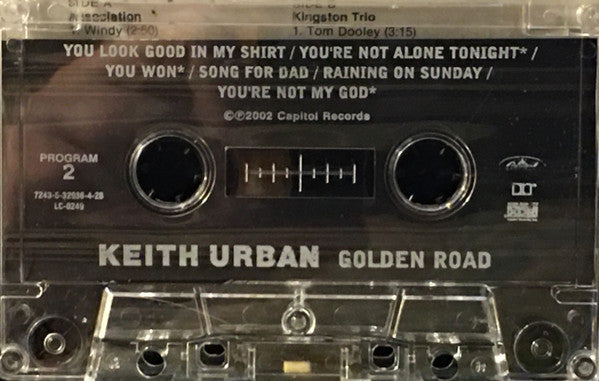 SIDE A
SIDE B
Association
Kingston Trio
1. Windy (2:50)
1. Tom Dooley (3:15)
YOU LOOK GOOD IN MY SHIRT / YOU'RE NOT ALONE TONIGHT* /
YOU WON* / SONG FOR DAD / RAINING ON SUNDAY /
YOU'RE NOT MY GOD*
©℗2002 Capitol Records
PROGRAM
2
7243-5-32936-4-2B
LC-0249
KEITH URBAN GOLDEN ROAD